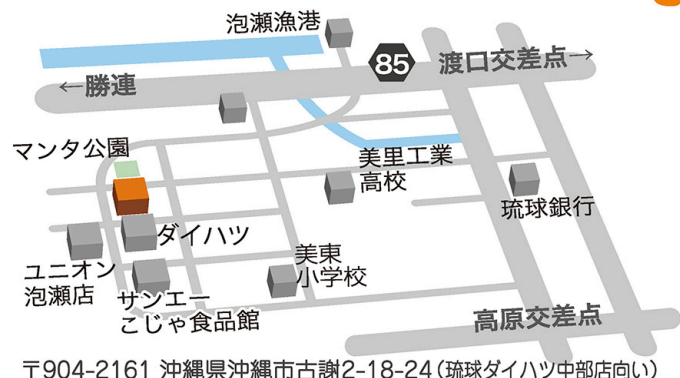 泡瀬漁港
85
渡口交差点→
←勝連
マンタ公園
美里工業
高校
琉球銀行
ダイハツ
ユニオン
泡瀬店
美東
小学校
サンエー
こじゃ食品館
高原交差点
〒904-2161 沖縄県沖縄市古謝2-18-24(琉球ダイハツ中部店向い)